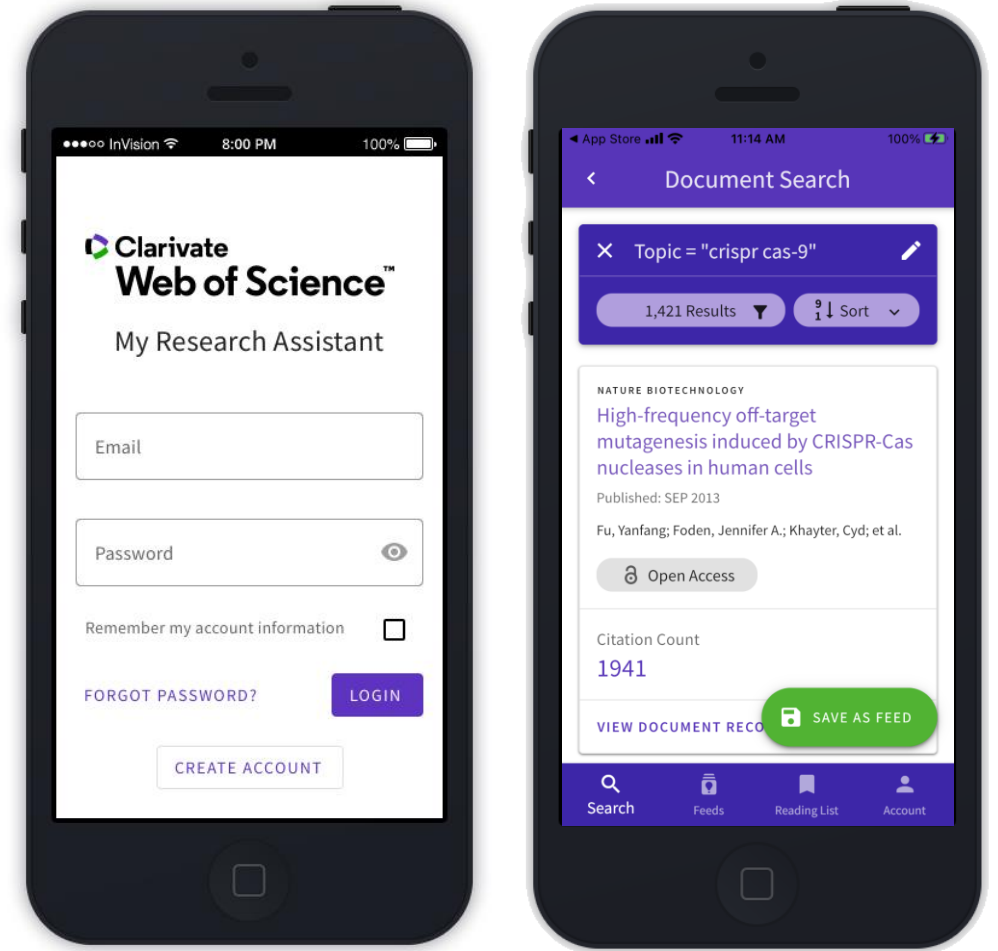 InVision 8:00 PM 100%
Clarivate
Web of Science™
My Research Assistant
Email
Password
Remember my account information
FORGOT PASSWORD? LOGIN
CREATE ACCOUNT
App Store 11:14 AM 100%
Document Search
Topic = "crispr cas-9"
1,421 Results 9 1 Sort
NATURE BIOTECHNOLOGY
High-frequency off-target
mutagenesis induced by CRISPR-Cas
nucleases in human cells
Published: SEP 2013
Fu, Yanfang; Foden, Jennifer A.; Khayter, Cyd; et al.
Open Access
Citation Count
1941
VIEW DOCUMENT RECO SAVE AS FEED
Search Feeds Reading List Account